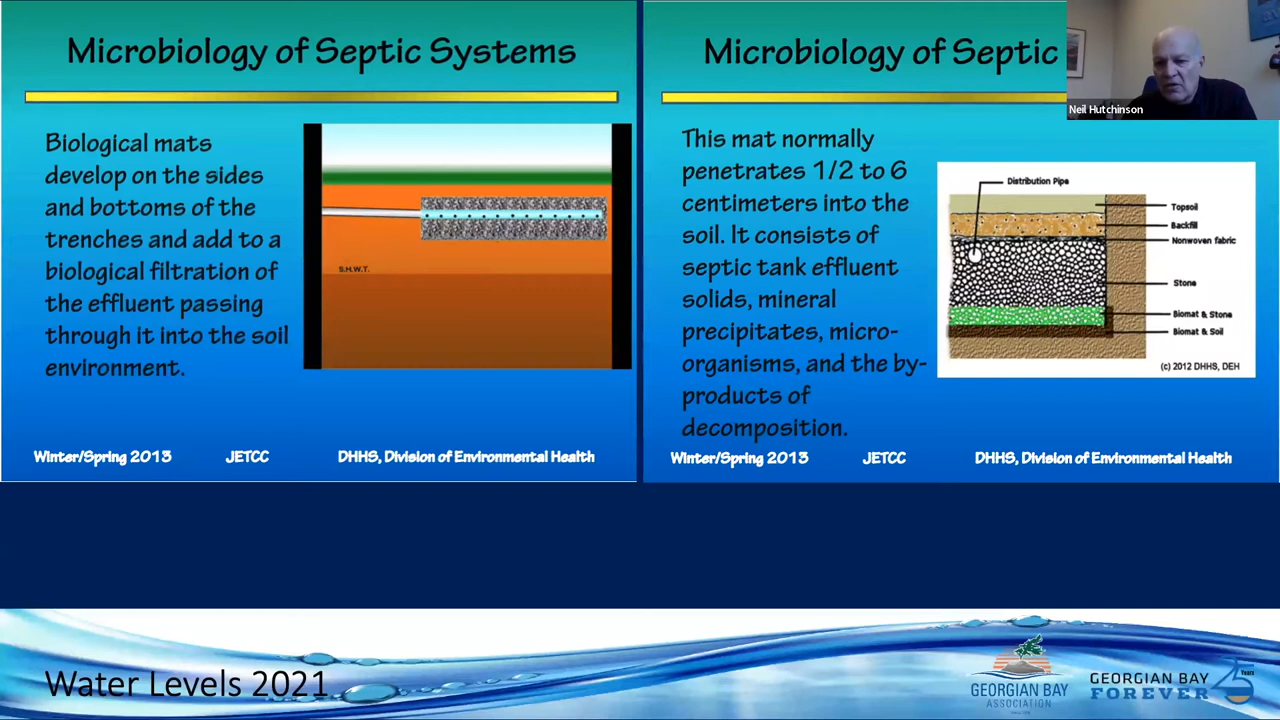 Microbiology of Septic Systems
Biological mats
develop on the sides
and bottoms of the
trenches and add to a
biological filtration of
the effluent passing
through it into the soil
environment.
S.H.W.T.
Winter/Spring 2013 JETCC DHHS, Division of Environmental Health
Microbiology of Septic
Neil Hutchinson
This mat normally
penetrates 1/2 to 6
centimeters into the
soil. It consists of
septic tank effluent
solids, mineral
precipitates, micro-
organisms, and the by-
products of
decomposition.
Distribution Pipe
Topsoil
Backfill
Nonwoven fabric
Stone
Biomat & Stone
Biomat & Soil
(c) 2012 DHHS, DEH
Winter/Spring 2013 JETCC DHHS, Division of Environmental Health
Water Levels 2021
GEORGIAN BAY
ASSOCIATION
GEORGIAN BAY
FOREVER
25 Years